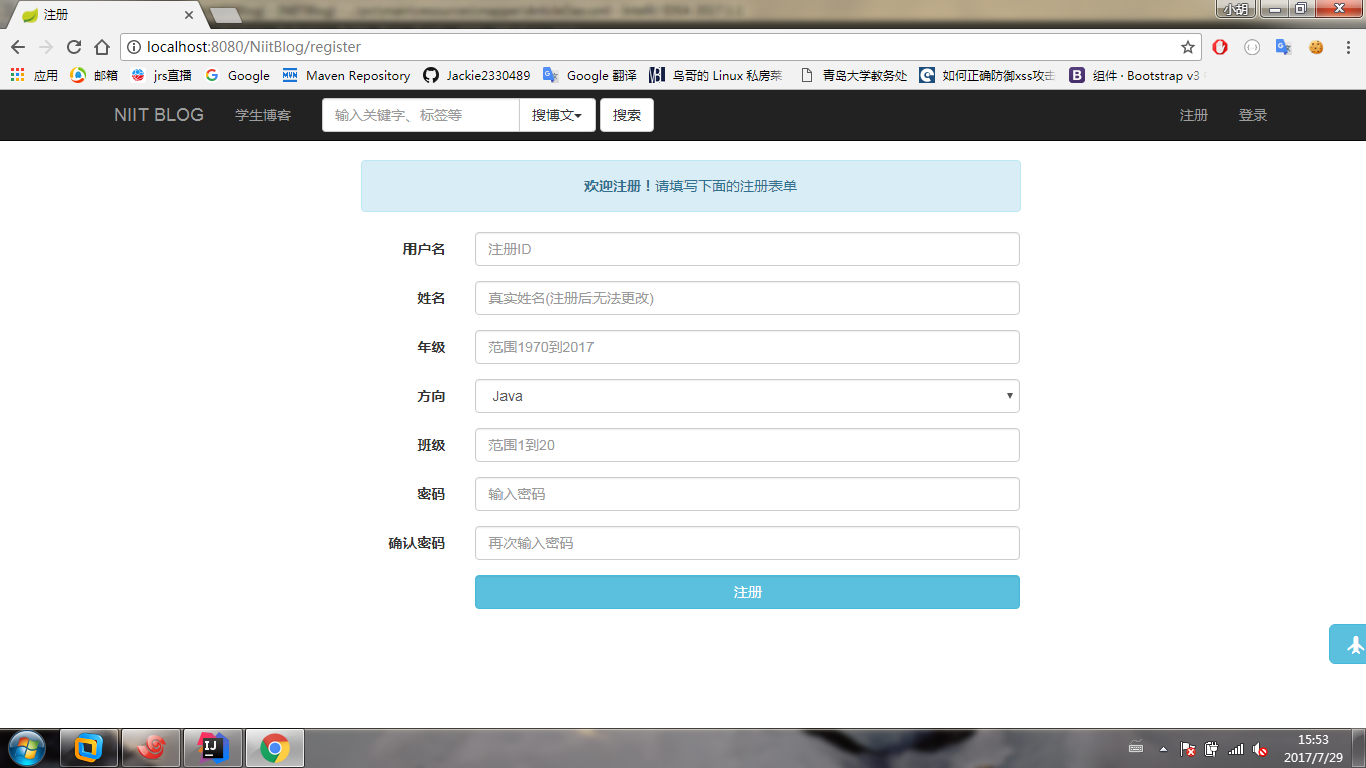 注册
小胡
localhost:8080/NiitBlog/register
应用 邮箱 jrs直播 Google Maven Repository Jackie2330489 Google 翻译 鸟哥的 Linux 私房菜 青岛大学教务处 如何正确防御xss攻击 组件 · Bootstrap v3
NIIT BLOG 学生博客 输入关键字、标签等 搜博文 搜索 注册 登录
欢迎注册！请填写下面的注册表单
用户名 注册ID
姓名 真实姓名(注册后无法更改)
年级 范围1970到2017
方向 Java
班级 范围1到20
密码 输入密码
确认密码 再次输入密码
注册
15:53
2017/7/29